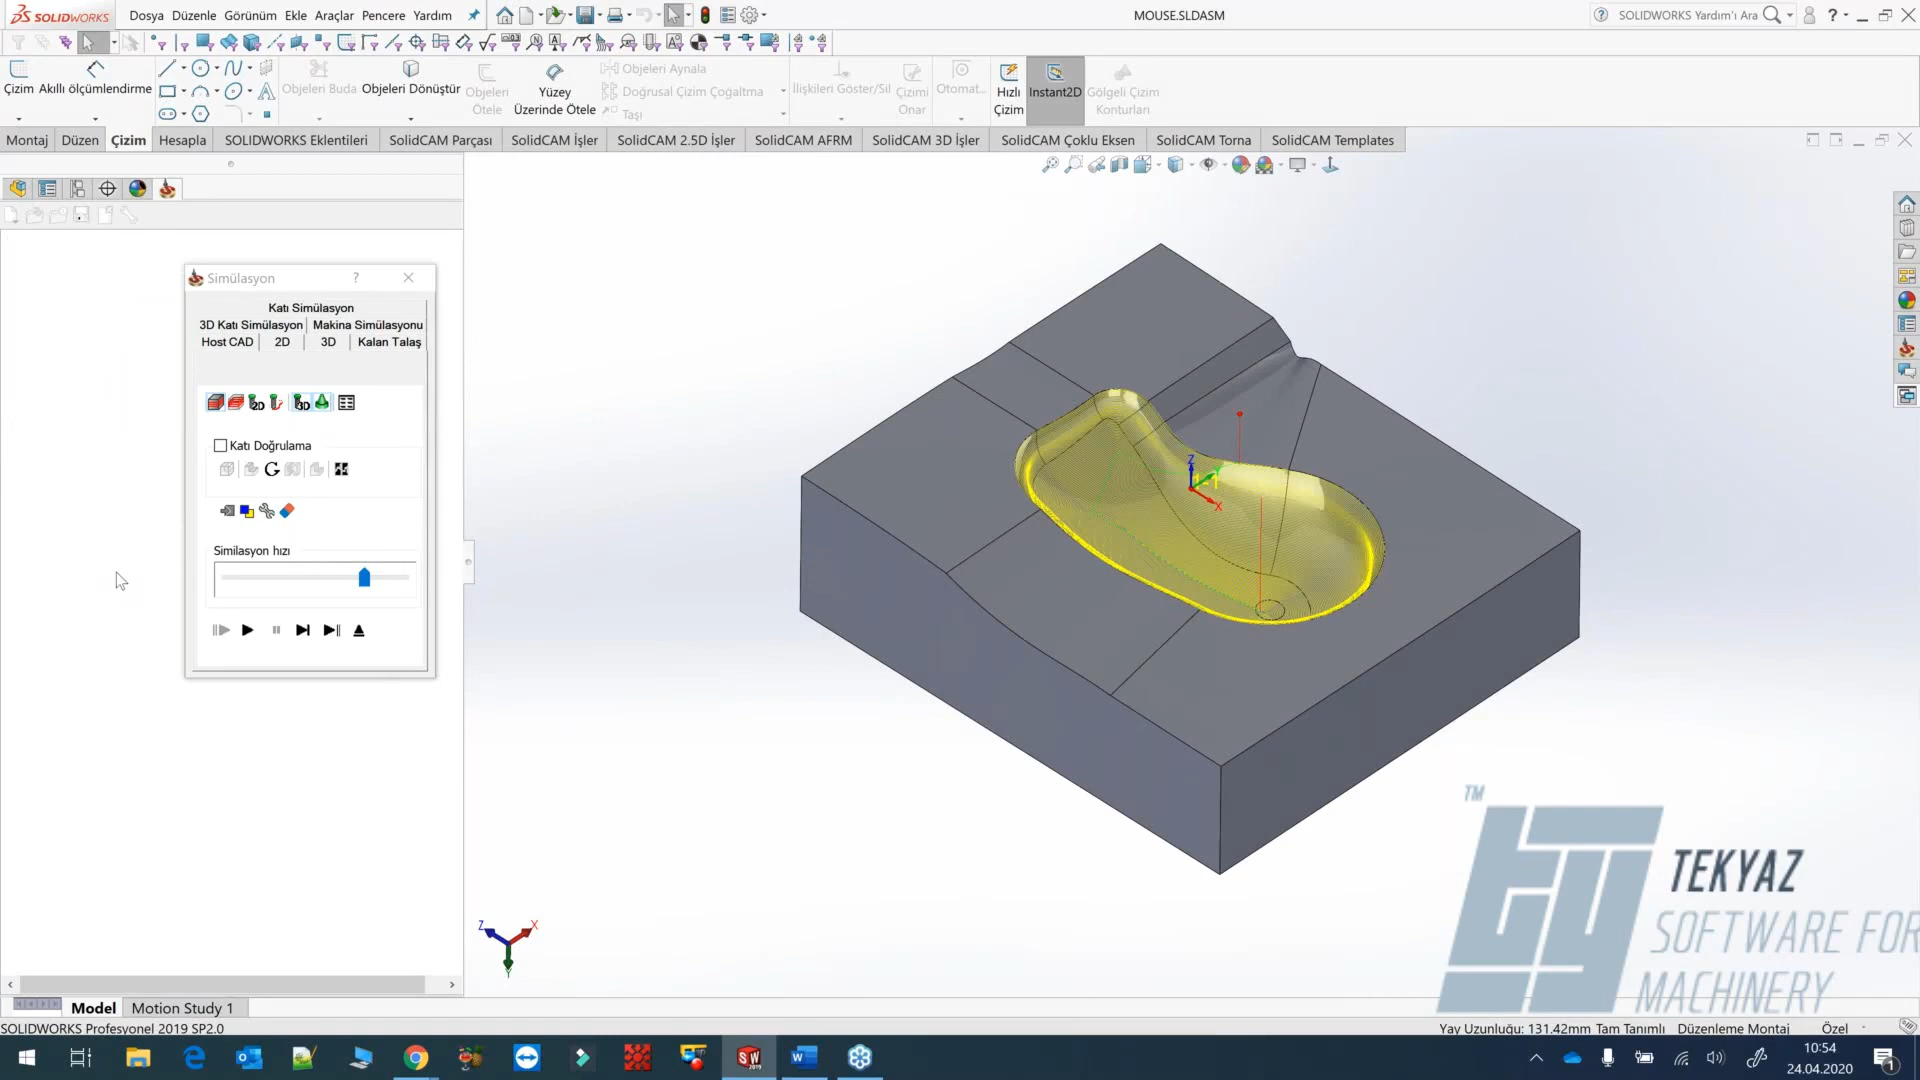 SOLIDWORKS
Dosya Düzenle Görünüm Ekle Araçlar Pencere Yardım
MOUSE.SLDASM
SOLIDWORKS Yardım'ı Ara
Çizim
Akıllı ölçümlendirme
Objeleri Buda
Objeleri Dönüştür
Objeleri
Ötele
Yüzey
Üzerinde Ötele
Objeleri Aynala
Doğrusal Çizim Çoğaltma
Taşı
İlişkileri Göster/Sil
Çizimi
Onar
Otomat...
Hızlı
Çizim
Instant2D
Gölgeli Çizim
Konturları
Montaj Düzen Çizim Hesapla SOLIDWORKS Eklentileri SolidCAM Parçası SolidCAM İşler SolidCAM 2.5D İşler SolidCAM AFRM SolidCAM 3D İşler SolidCAM Çoklu Eksen SolidCAM Torna SolidCAM Templates
Simülasyon
Katı Simülasyon
3D Katı Simülasyon Makina Simülasyonu
Host CAD 2D 3D Kalan Talaş
2D
3D
Katı Doğrulama
Similasyon hızı
Z
X
Z
X
Y
TM
TEKYAZ
SOFTWARE FOR
MACHINERY
Model Motion Study 1
SOLIDWORKS Profesyonel 2019 SP2.0
Yay Uzunluğu: 131.42mm Tam Tanımlı Düzenleme Montaj Özel
10:54
24.04.2020